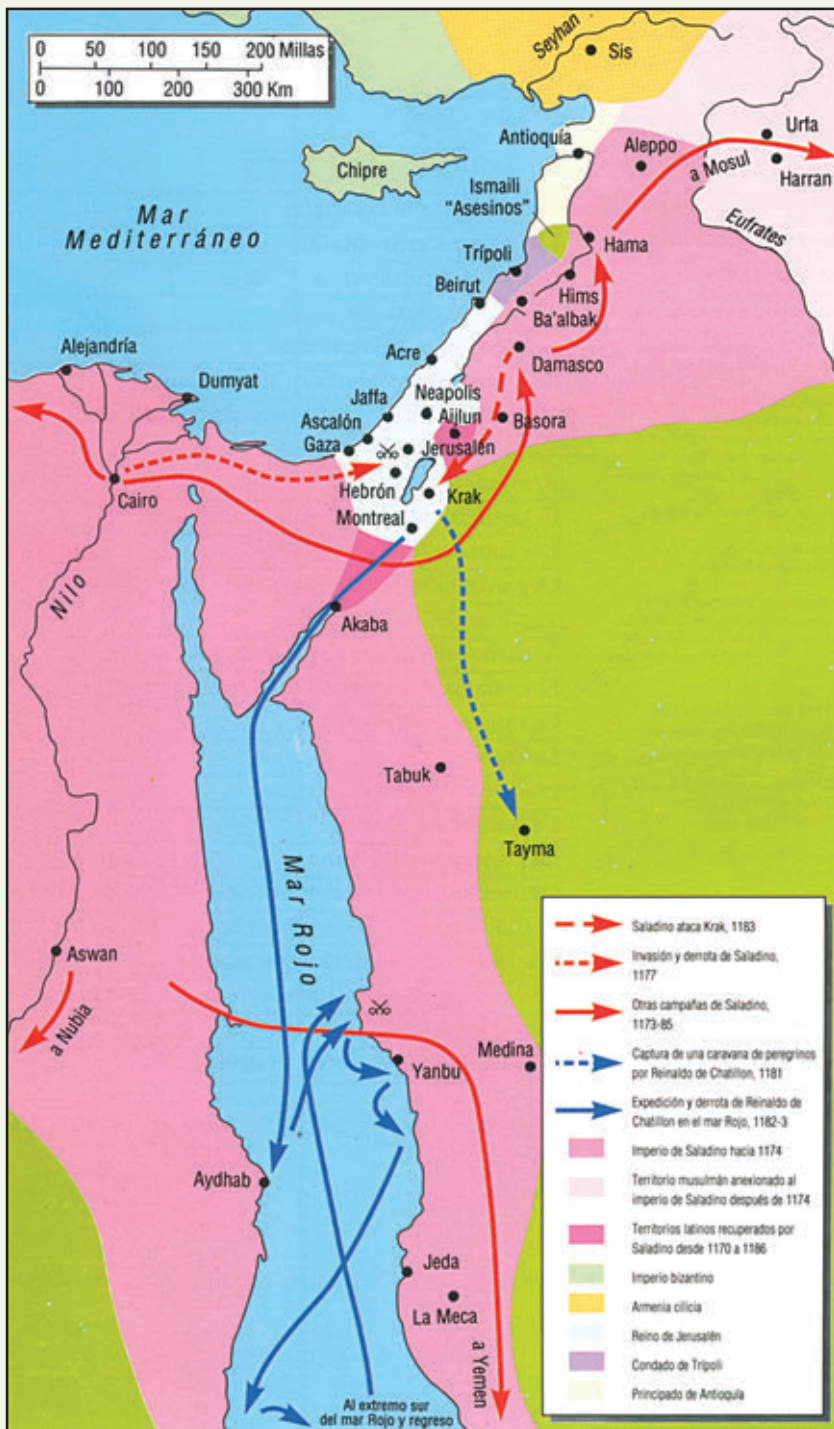 0 50 100 150 200 Millas
0 100 200 300 Km
Seyhan
Sis
Antioquía
Aleppo
Urfa
a Mosul
Harran
Chipre
Ismaili
"Asesinos"
Eufrates
Mar
Mediterráneo
Trípoli
Hama
Beirut
Hims
Ba'albak
Alejandría
Dumyat
Acre
Damasco
Jaffa
Neapolis
Ascalón
Ajlun
Basora
Gaza
Jerusalén
Cairo
Hebrón
Krak
Montreal
Nilo
Akaba
Tabuk
Tayma
Mar Rojo
Aswan
a Nubia
Yanbu
Medina
Aydhab
Jeda
La Meca
a Yemen
Al extremo sur
del mar Rojo y regreso
Saladino ataca Krak, 1183
Invasión y derrota de Saladino,
1177
Otras campañas de Saladino,
1173-85
Captura de una caravana de peregrinos
por Reinaldo de Chatillon, 1181
Expedición y derrota de Reinaldo de
Chatillon en el mar Rojo, 1182-3
Imperio de Saladino hacia 1174
Territorio musulmán anexionado al
imperio de Saladino después de 1174
Territorios latinos recuperados por
Saladino desde 1170 a 1186
Imperio bizantino
Armenia cilicia
Reino de Jerusalén
Condado de Trípoli
Principado de Antioquía